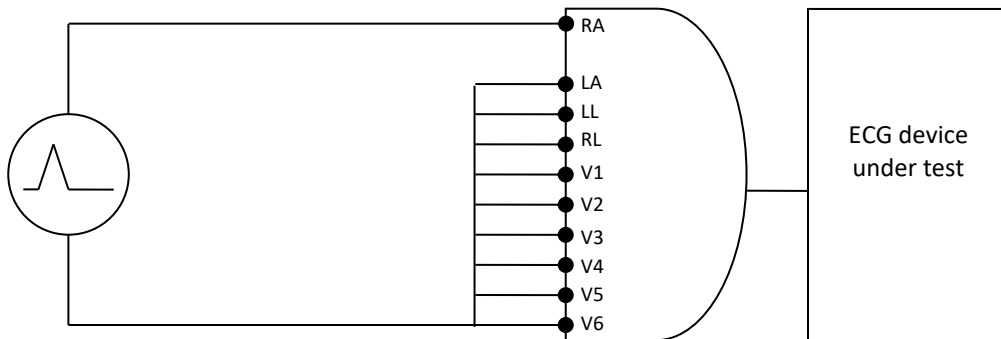 RA
LA
LL
RL
V1
V2
V3
V4
V5
V6
ECG device
under test